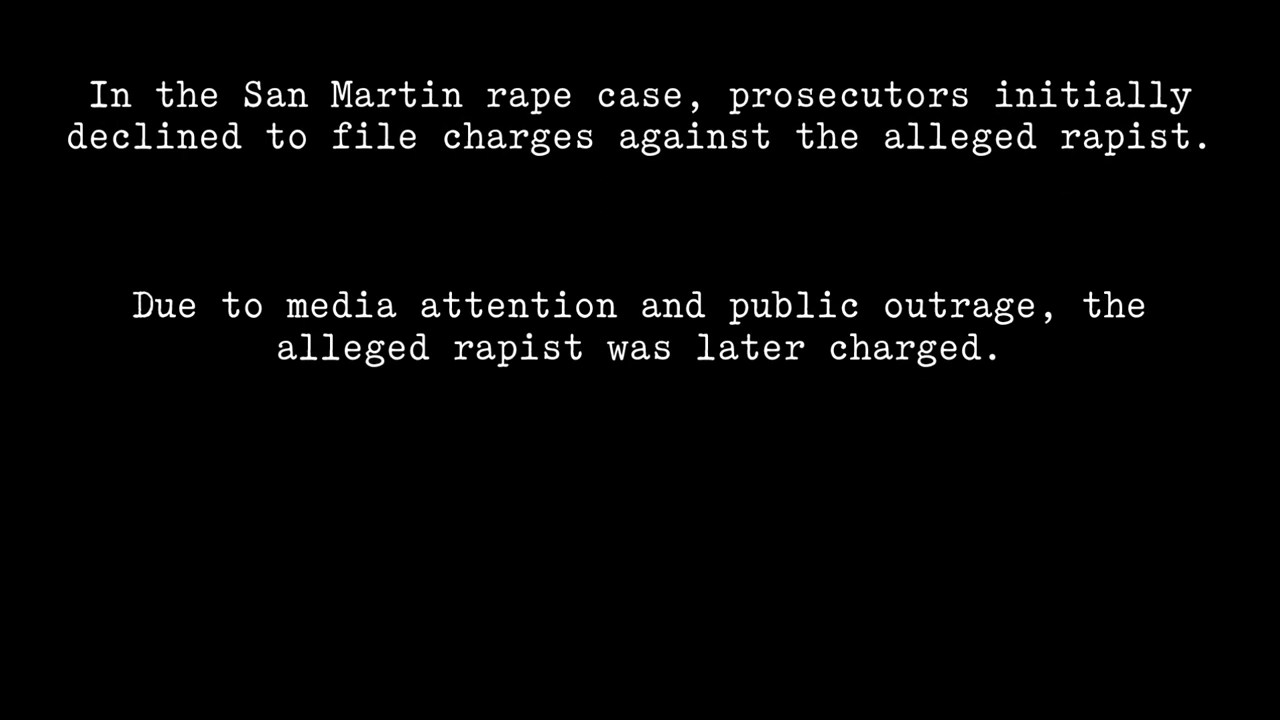 In the San Martin rape case, prosecutors initially
declined to file charges against the alleged rapist.
Due to media attention and public outrage, the
alleged rapist was later charged.